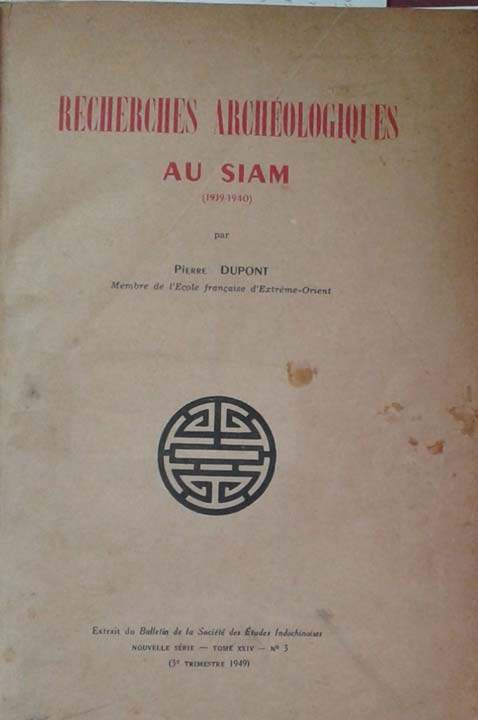 RECHERCHES ARCHÉOLOGIQUES
AU SIAM
(1939-1940)
par
PIERRE DUPONT
Membre de l'Ecole française d'Extrême-Orient
Extrait du Bulletin de la Société des Études Indochinoises
NOUVELLE SÉRIE — TOME XXIV — Nº 3
(3e TRIMESTRE 1949)